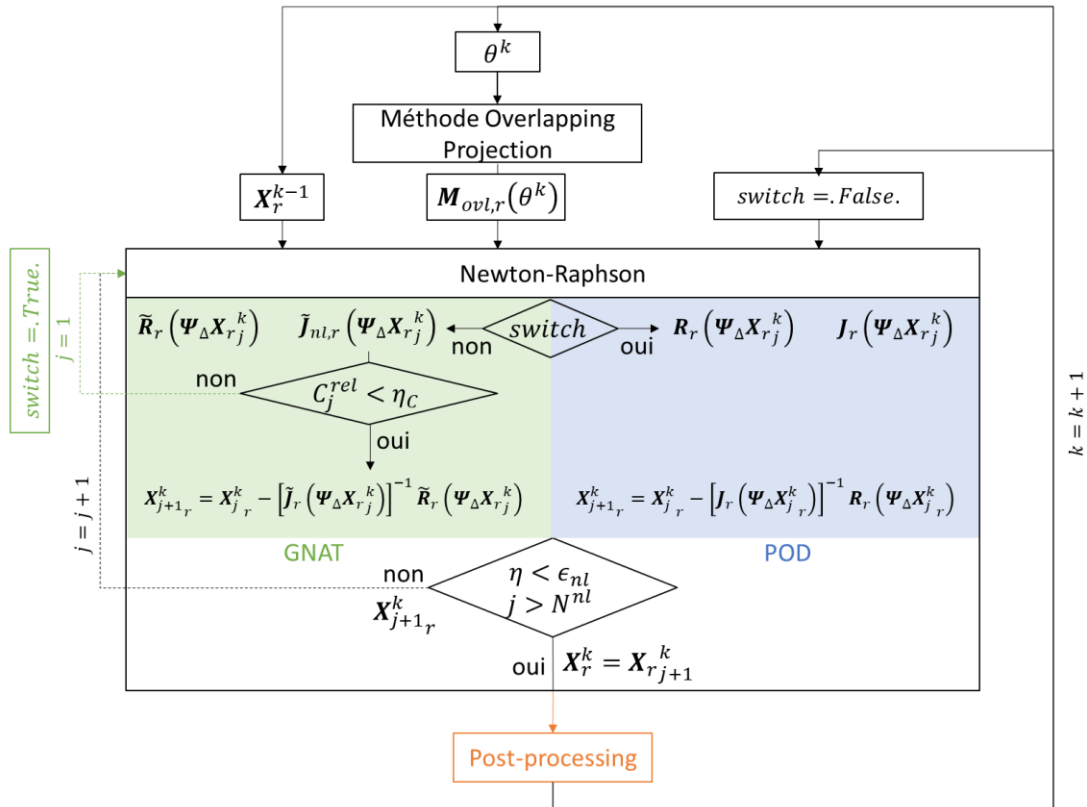 θ^k
Méthode Overlapping
Projection
X_r^{k−1}
M_{ovl,r}(θ^k)
switch =.False.
Newton-Raphson
switch =.True.
j = 1
R̃_r (Ψ_Δ X_{r_j}^k)
J̃_{nl,r} (Ψ_Δ X_{r_j}^k)
switch
non
oui
R_r (Ψ_Δ X_{r_j}^k)
J_r (Ψ_Δ X_{r_j}^k)
non
C_j^{rel} < η_C
oui
k = k + 1
j = j + 1
X_{j+1_r}^k = X_{j_r}^k − [J̃_r (Ψ_Δ X_{r_j}^k)]^{−1} R̃_r (Ψ_Δ X_{r_j}^k)
X_{j+1_r}^k = X_{j_r}^k − [J_r (Ψ_Δ X_{j_r}^k)]^{−1} R_r (Ψ_Δ X_{j_r}^k)
GNAT
POD
non
η < ϵ_{nl}
j > N^{nl}
X_{j+1_r}^k
oui
X_r^k = X_{r_{j+1}}^k
Post-processing